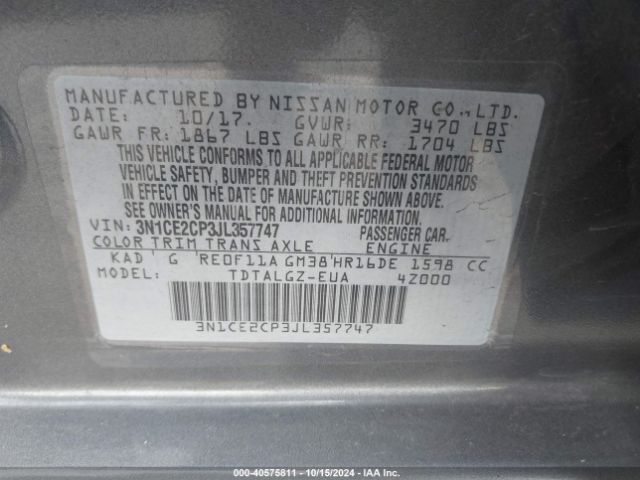 MANUFACTURED BY NISSAN MOTOR CO.,LTD.
DATE: 10/17. GVWR: 3470 LBS
GAWR FR: 1867 LBS GAWR RR: 1704 LBS
THIS VEHICLE CONFORMS TO ALL APPLICABLE FEDERAL MOTOR
VEHICLE SAFETY, BUMPER AND THEFT PREVENTION STANDARDS
IN EFFECT ON THE DATE OF MANUFACTURE SHOWN ABOVE.
SEE OWNER'S MANUAL FOR ADDITIONAL INFORMATION.
VIN: 3N1CE2CP3JL357747 PASSENGER CAR.
COLOR TRIM TRANS AXLE ENGINE
KAD G RE0F11A GM38 HR16DE 1598 CC
MODEL: TDTALGZ-EUA 4Z000
3N1CE2CP3JL357747
000-40575811 - 10/15/2024 - IAA Inc.